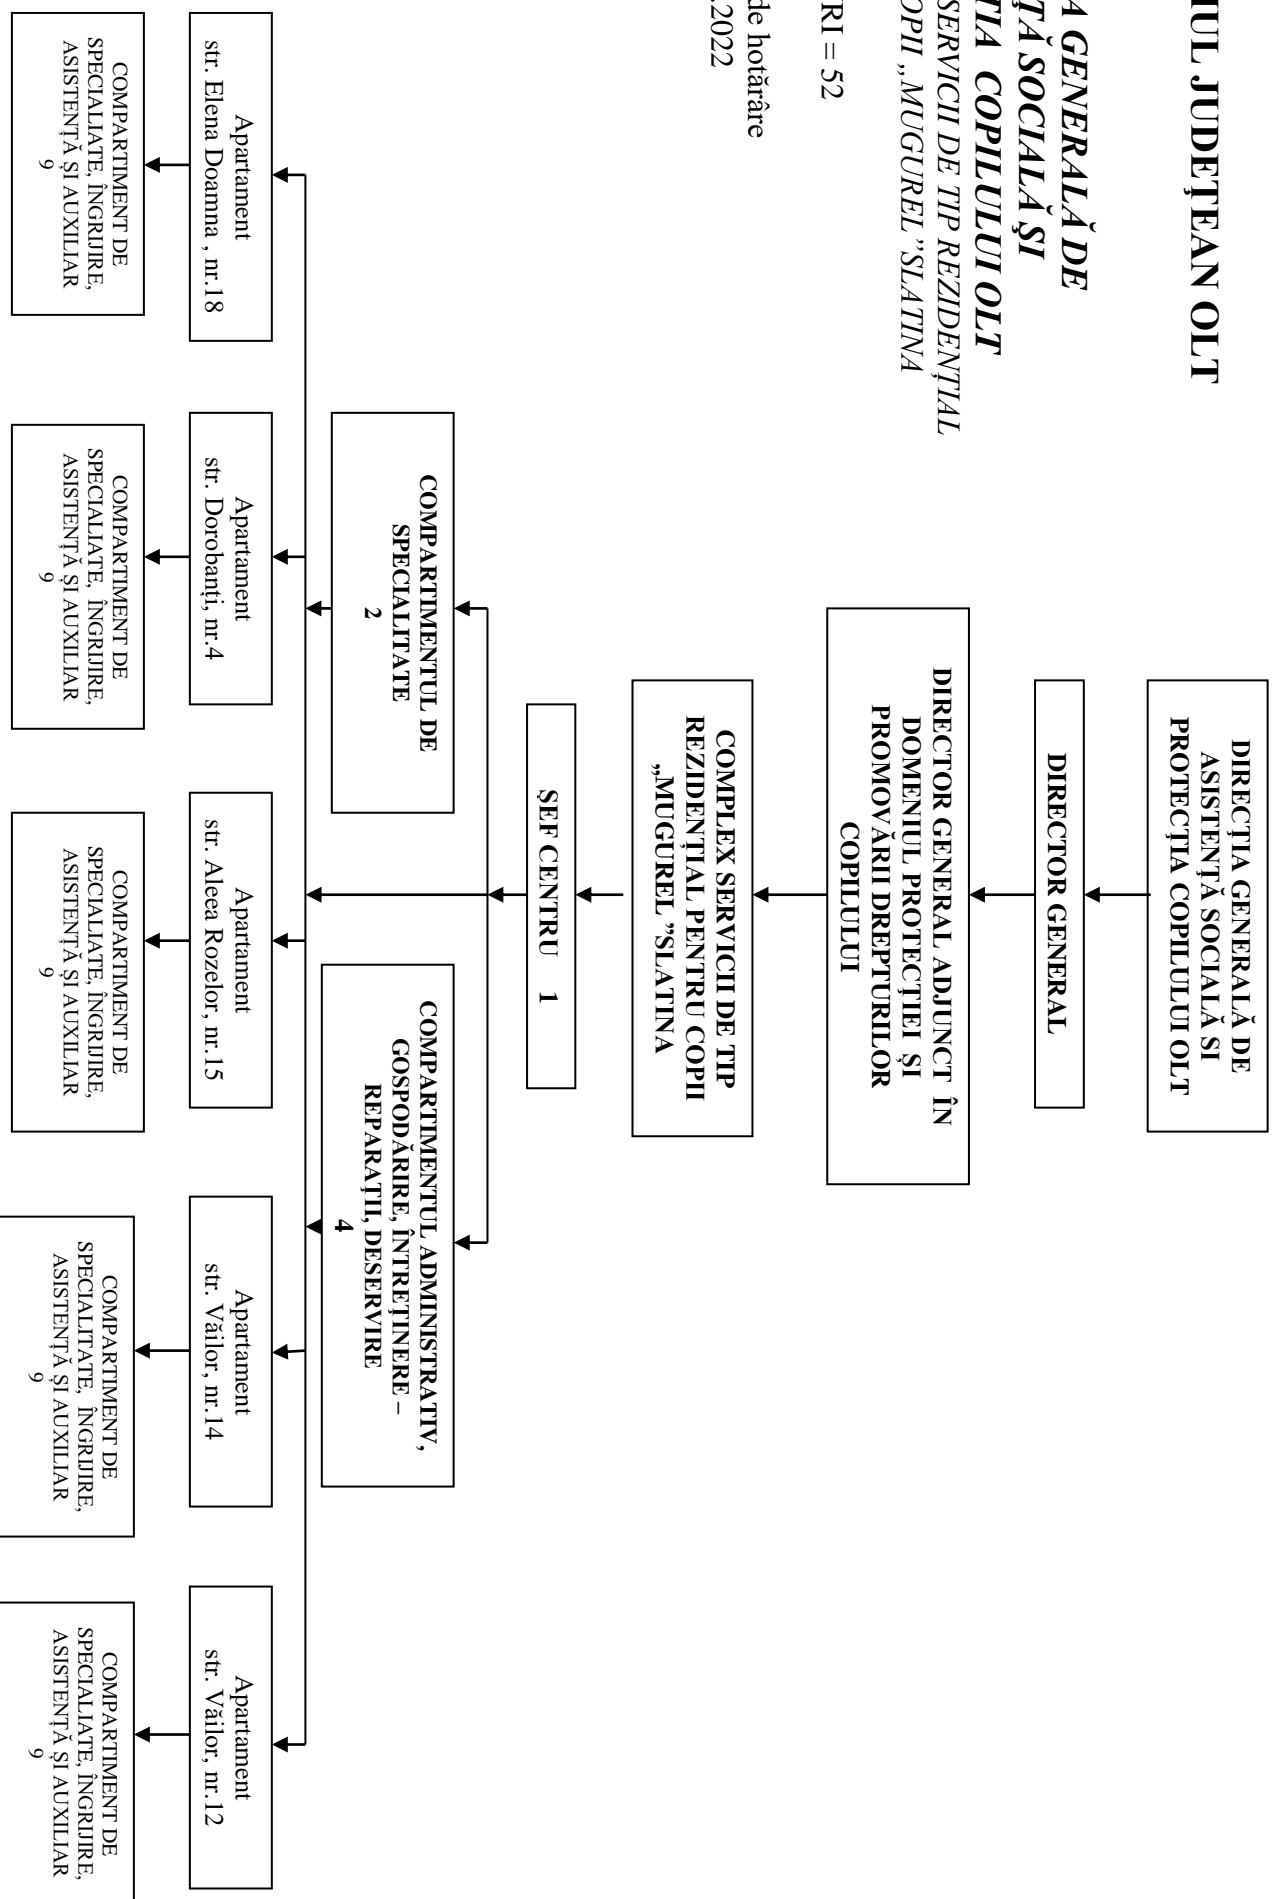 IUL JUDEȚEAN OLT
A GENERALĂ DE
ȚĂ SOCIALĂ ȘI
TIA COPILULUI OLT
SERVICII DE TIP REZIDENȚIAL
OPII „MUGUREL”SLATINA
RI = 52
de hotărâre
.2022
DIRECȚIA GENERALĂ DE
ASISTENȚĂ SOCIALĂ SI
PROTECȚIA COPILULUI OLT
DIRECTOR GENERAL
DIRECTOR GENERAL ADJUNCT ÎN
DOMENIUL PROTECȚIEI ȘI
PROMOVĂRII DREPTURILOR
COPILULUI
COMPLEX SERVICII DE TIP
REZIDENȚIAL PENTRU COPII
„MUGUREL ”SLATINA
ȘEF CENTRU 1
COMPARTIMENTUL DE
SPECIALITATE
2
COMPARTIMENTUL ADMINISTRATIV,
GOSPODĂRIRE, ÎNTREȚINERE –
REPARAȚII, DESERVIRE
4
Apartament
str. Elena Doamna , nr.18
Apartament
str. Dorobanți, nr.4
Apartament
str. Aleea Rozelor, nr.15
Apartament
str. Văilor, nr.14
Apartament
str. Văilor, nr.12
COMPARTIMENT DE
SPECIALIATE, ÎNGRIJIRE,
ASISTENȚĂ ȘI AUXILIAR
9
COMPARTIMENT DE
SPECIALIATE, ÎNGRIJIRE,
ASISTENȚĂ ȘI AUXILIAR
9
COMPARTIMENT DE
SPECIALIATE, ÎNGRIJIRE,
ASISTENȚĂ ȘI AUXILIAR
9
COMPARTIMENT DE
SPECIALITATE, ÎNGRIJIRE,
ASISTENȚĂ ȘI AUXILIAR
9
COMPARTIMENT DE
SPECIALIATE, ÎNGRIJIRE,
ASISTENȚĂ ȘI AUXILIAR
9